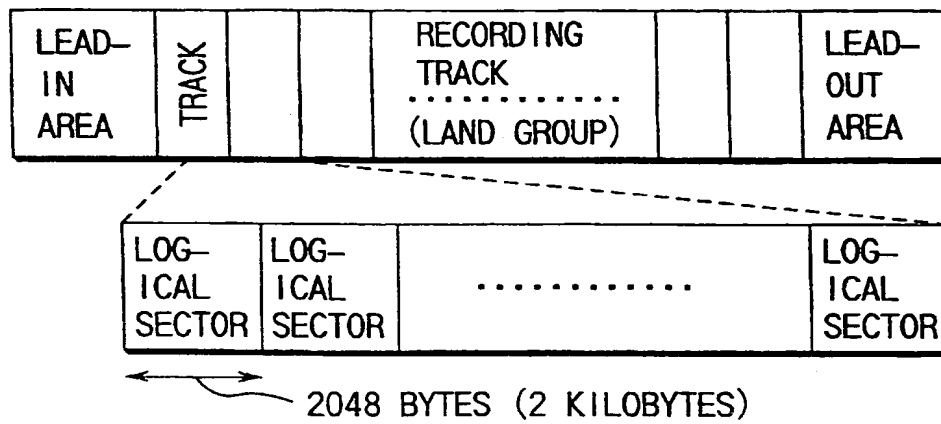 LEAD–
IN
AREA
TRACK
RECORDING
TRACK
............
(LAND GROUP)
LEAD–
OUT
AREA
LOG–
ICAL
SECTOR
LOG–
ICAL
SECTOR
............
LOG–
ICAL
SECTOR
2048 BYTES (2 KILOBYTES)